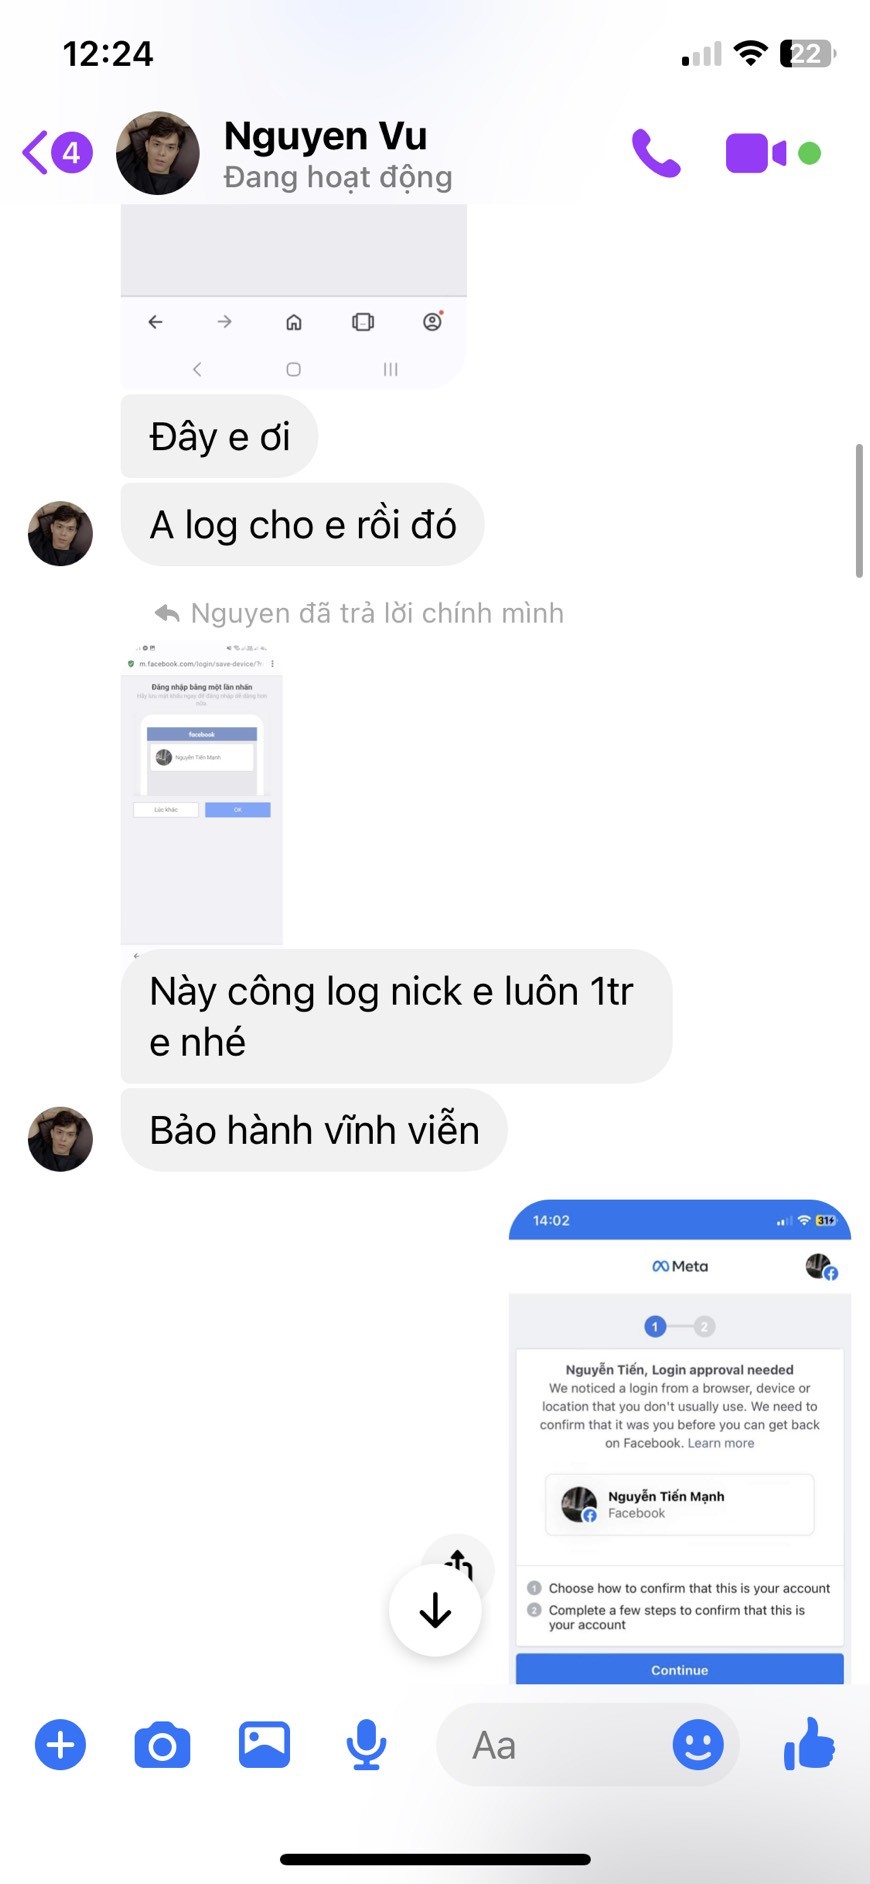 12:24
22
4
Nguyen Vu
Đang hoạt động
Đây e ơi
A log cho e rồi đó
Nguyen đã trả lời chính mình
m.facebook.com/login/save-device/?r
Đăng nhập bằng một lần nhấn
facebook
Nguyễn Tiến Mạnh
Lúc khác
OK
Này công log nick e luôn 1tr
e nhé
Bảo hành vĩnh viễn
14:02
31
Meta
1
2
Nguyễn Tiến, Login approval needed
We noticed a login from a browser, device or
location that you don't usually use. We need to
confirm that it was you before you can get back
on Facebook. Learn more
Nguyễn Tiến Mạnh
Facebook
1 Choose how to confirm that this is your account
2 Complete a few steps to confirm that this is
your account
Continue
Aa